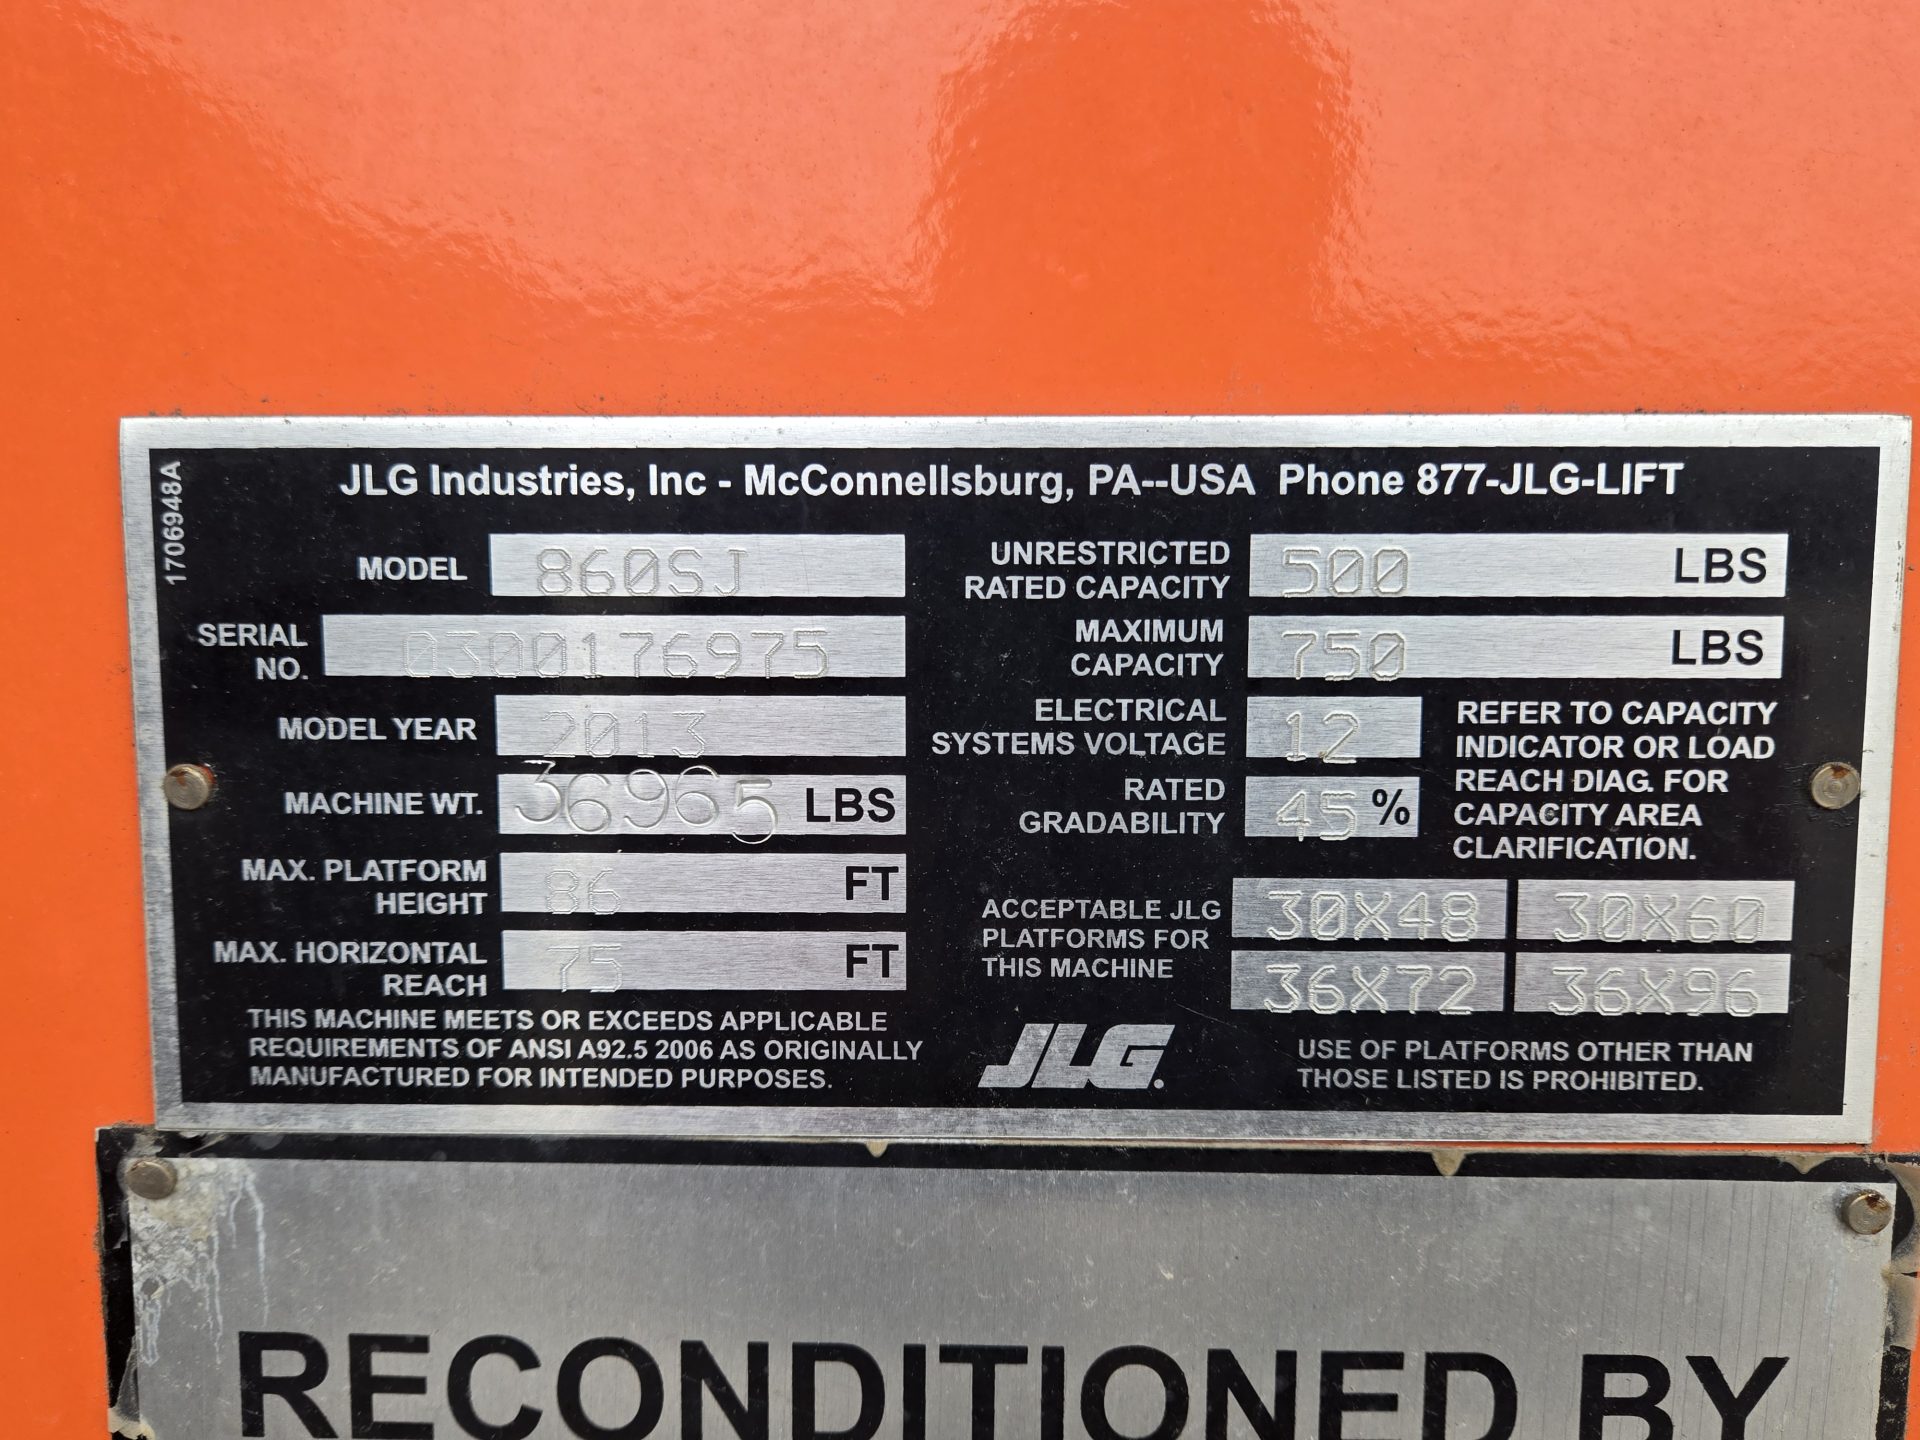 1706948A
JLG Industries, Inc - McConnellsburg, PA--USA Phone 877-JLG-LIFT
MODEL 860SJ
SERIAL NO. 0300176975
MODEL YEAR 2013
MACHINE WT. 36965 LBS
MAX. PLATFORM HEIGHT 86 FT
MAX. HORIZONTAL REACH 75 FT
THIS MACHINE MEETS OR EXCEEDS APPLICABLE
REQUIREMENTS OF ANSI A92.5 2006 AS ORIGINALLY
MANUFACTURED FOR INTENDED PURPOSES.
UNRESTRICTED RATED CAPACITY 500 LBS
MAXIMUM CAPACITY 750 LBS
ELECTRICAL SYSTEMS VOLTAGE 12
RATED GRADABILITY 45 %
REFER TO CAPACITY
INDICATOR OR LOAD
REACH DIAG. FOR
CAPACITY AREA
CLARIFICATION.
ACCEPTABLE JLG
PLATFORMS FOR
THIS MACHINE
30X48 30X60
36X72 36X96
JLG.
USE OF PLATFORMS OTHER THAN
THOSE LISTED IS PROHIBITED.
RECONDITIONED BY